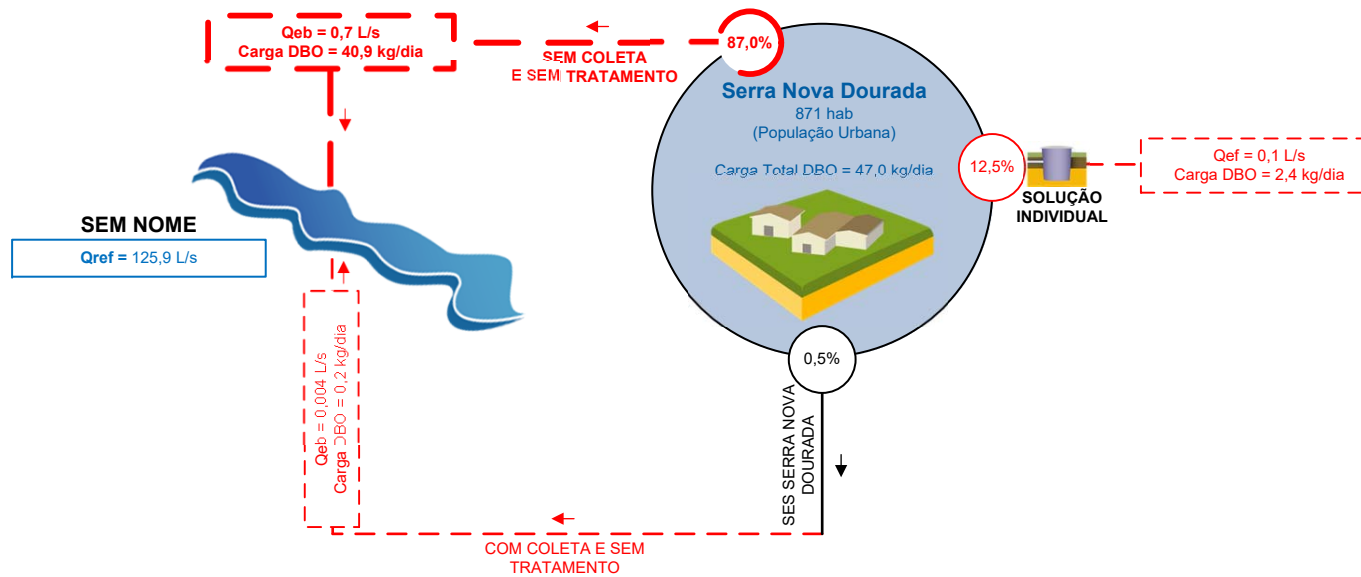 Qeb = 0,7 L/s
Carga DBO = 40,9 kg/dia
87,0%
SEM COLETA
E SEM TRATAMENTO
Serra Nova Dourada
871 hab
(População Urbana)
Carga Total DBO = 47,0 kg/dia
12,5%
SOLUÇÃO
INDIVIDUAL
Qef = 0,1 L/s
Carga DBO = 2,4 kg/dia
SEM NOME
Qref = 125,9 L/s
0,5%
SES SERRA NOVA
DOURADA
Qeb = 0,004 L/s
Carga DBO = 0,2 kg/dia
COM COLETA E SEM
TRATAMENTO